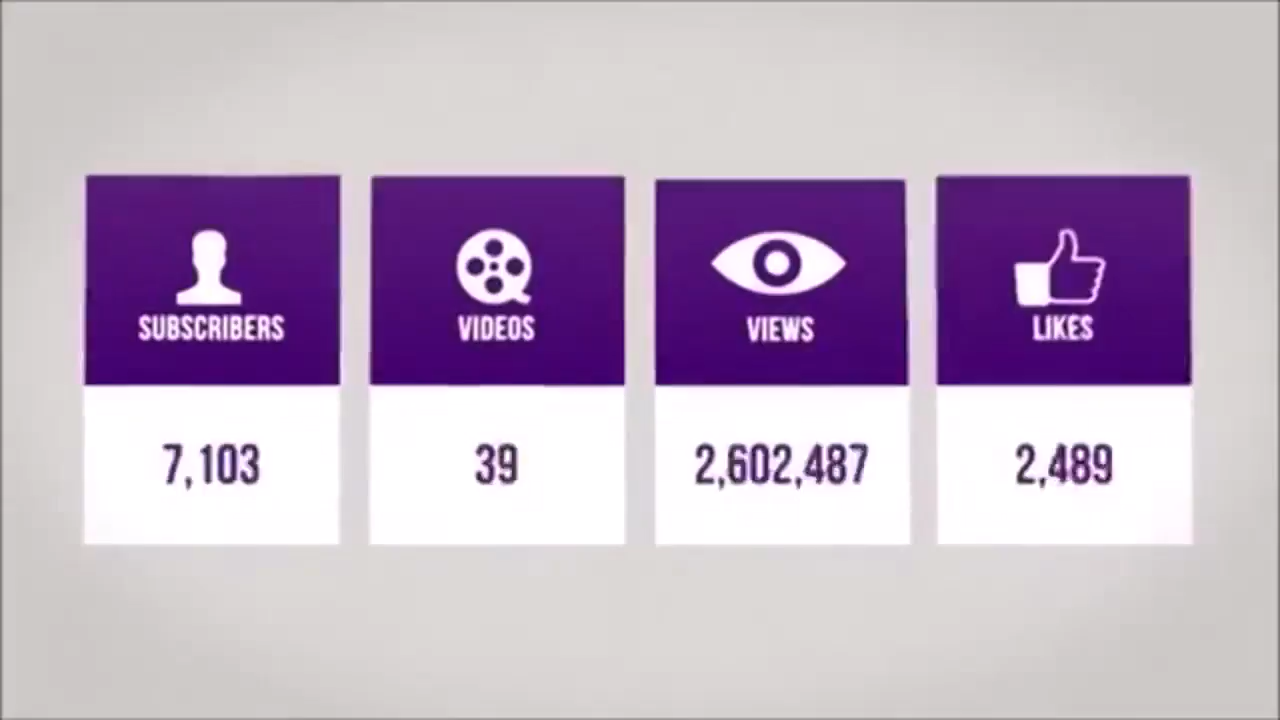 SUBSCRIBERS
VIDEOS
VIEWS
LIKES
7,103
39
2,602,487
2,489